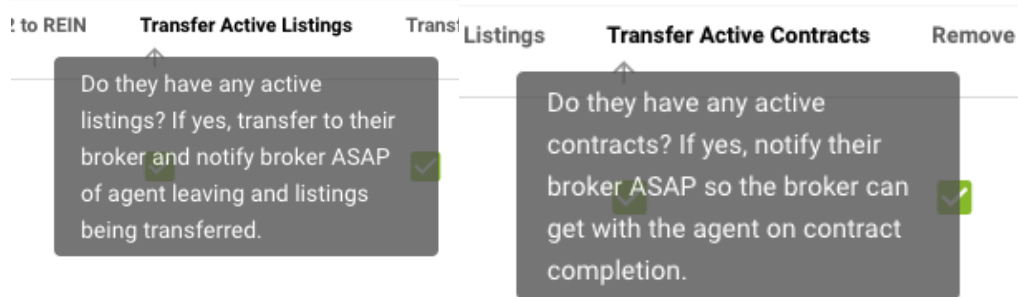 2 to REIN Transfer Active Listings Transf
Do they have any active
listings? If yes, transfer to their
broker and notify broker ASAP
of agent leaving and listings
being transferred.
Listings Transfer Active Contracts Remove
Do they have any active
contracts? If yes, notify their
broker ASAP so the broker can
get with the agent on contract
completion.